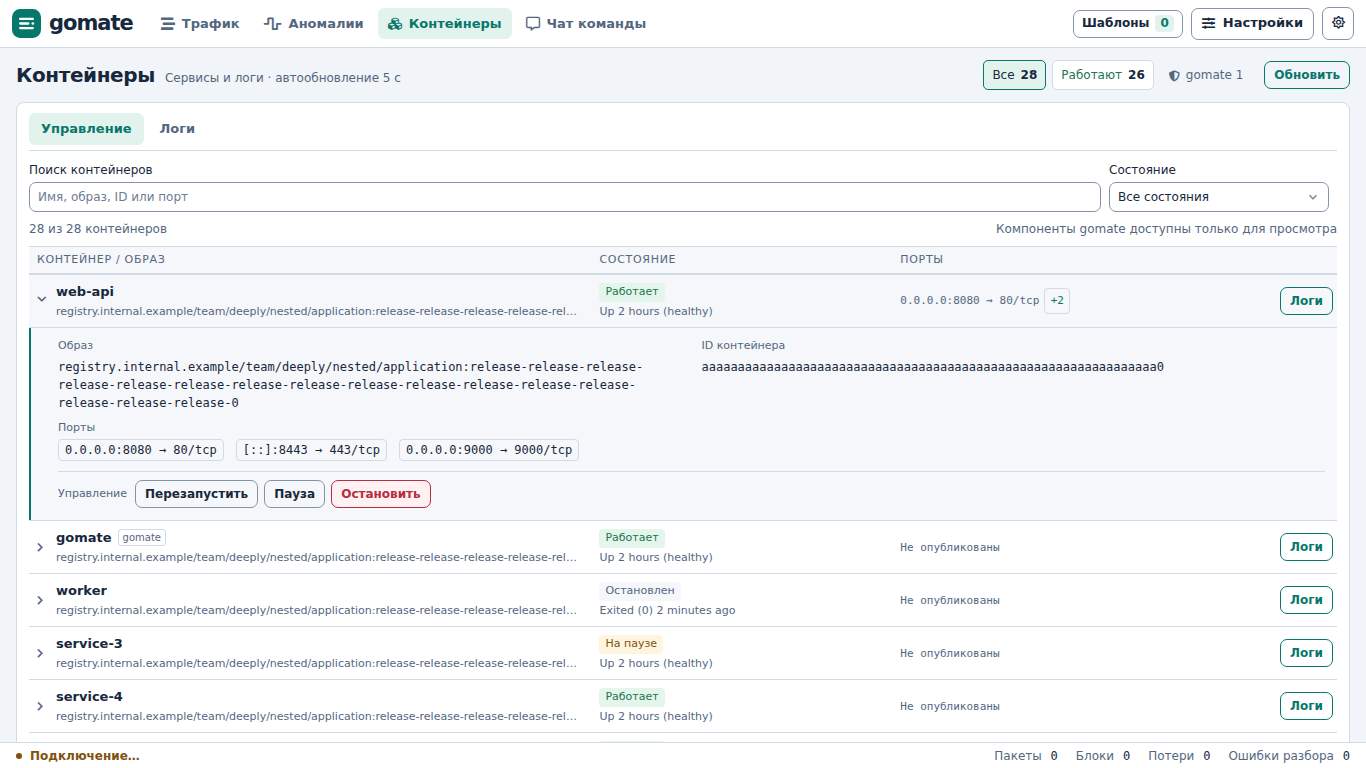 gomate Трафик Аномалии Контейнеры Чат команды Шаблоны 0 Настройки
Контейнеры Сервисы и логи · автообновление 5 с Все 28 Работают 26 gomate 1 Обновить
Управление Логи
Поиск контейнеров Состояние
Имя, образ, ID или порт Все состояния
28 из 28 контейнеров Компоненты gomate доступны только для просмотра
КОНТЕЙНЕР / ОБРАЗ СОСТОЯНИЕ ПОРТЫ
web-api Работает
registry.internal.example/team/deeply/nested/application:release-release-release-release-rel… Up 2 hours (healthy) 0.0.0.0:8080 → 80/tcp +2 Логи
Образ ID контейнера
registry.internal.example/team/deeply/nested/application:release-release-release- aaaaaaaaaaaaaaaaaaaaaaaaaaaaaaaaaaaaaaaaaaaaaaaaaaaaaaaaaaaaaaa0
release-release-release-release-release-release-release-release-release-release-
release-release-release-0
Порты
0.0.0.0:8080 → 80/tcp [::]:8443 → 443/tcp 0.0.0.0:9000 → 9000/tcp
Управление Перезапустить Пауза Остановить
gomate gomate Работает
registry.internal.example/team/deeply/nested/application:release-release-release-release-rel… Up 2 hours (healthy) Не опубликованы Логи
worker Остановлен
registry.internal.example/team/deeply/nested/application:release-release-release-release-rel… Exited (0) 2 minutes ago Не опубликованы Логи
service-3 На паузе
registry.internal.example/team/deeply/nested/application:release-release-release-release-rel… Up 2 hours (healthy) Не опубликованы Логи
service-4 Работает
registry.internal.example/team/deeply/nested/application:release-release-release-release-rel… Up 2 hours (healthy) Не опубликованы Логи
Подключение… Пакеты 0 Блоки 0 Потери 0 Ошибки разбора 0